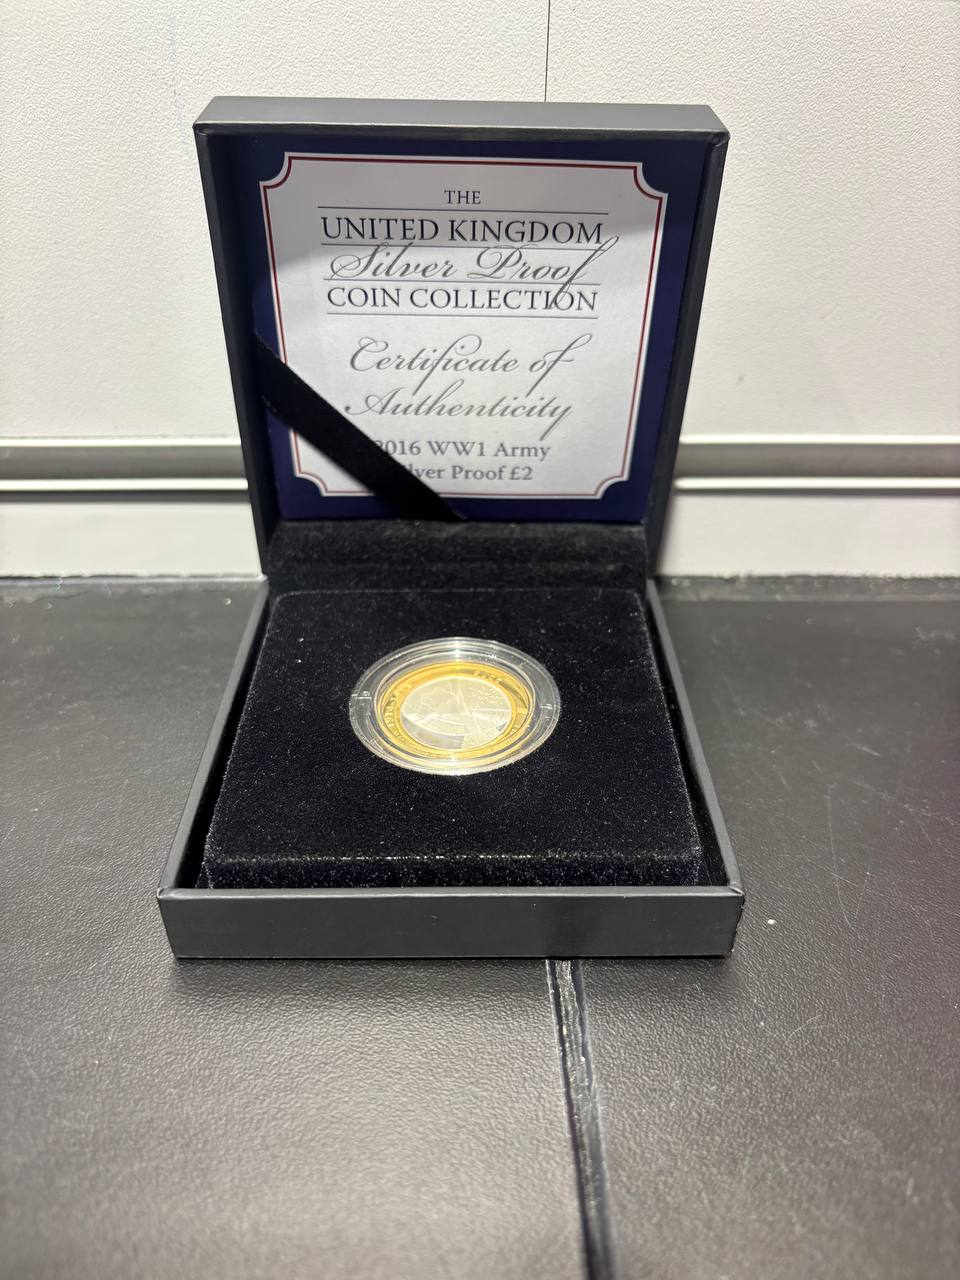 THE
UNITED KINGDOM
Silver Proof
COIN COLLECTION
Certificate of
Authenticity
2016 WW1 Army
Proof £2